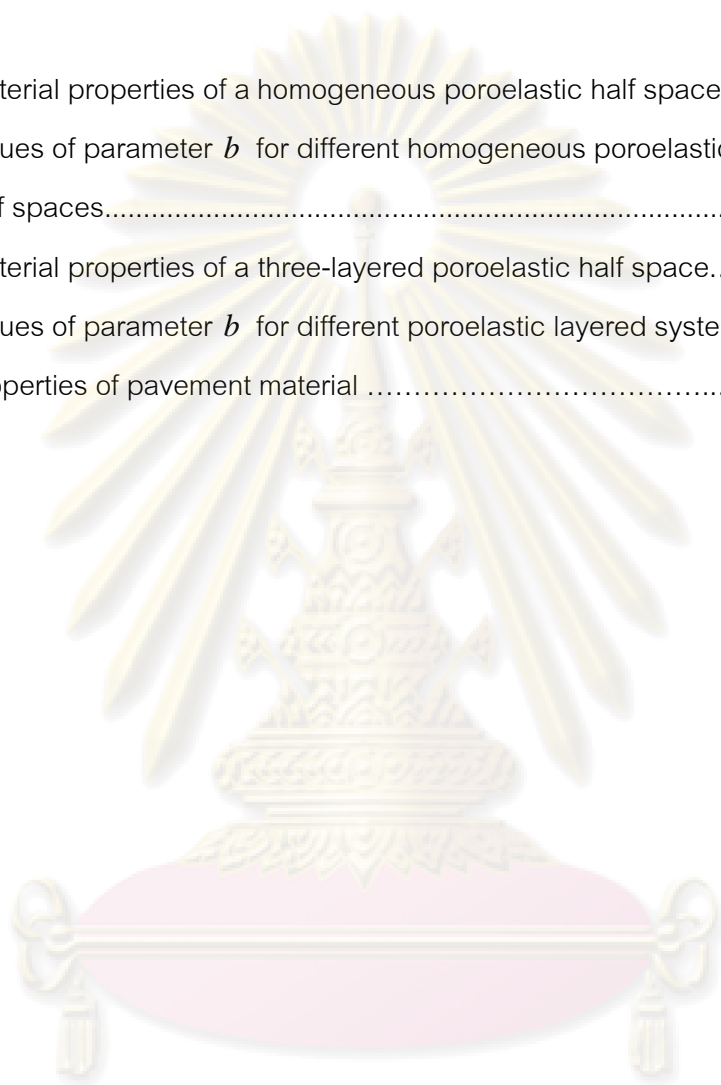 terial properties of a homogeneous poroelastic half space
ues of parameter b for different homogeneous poroelastic
f spaces...............................................................................
terial properties of a three-layered poroelastic half space..
ues of parameter b for different poroelastic layered syste
operties of pavement material ……………………………………..